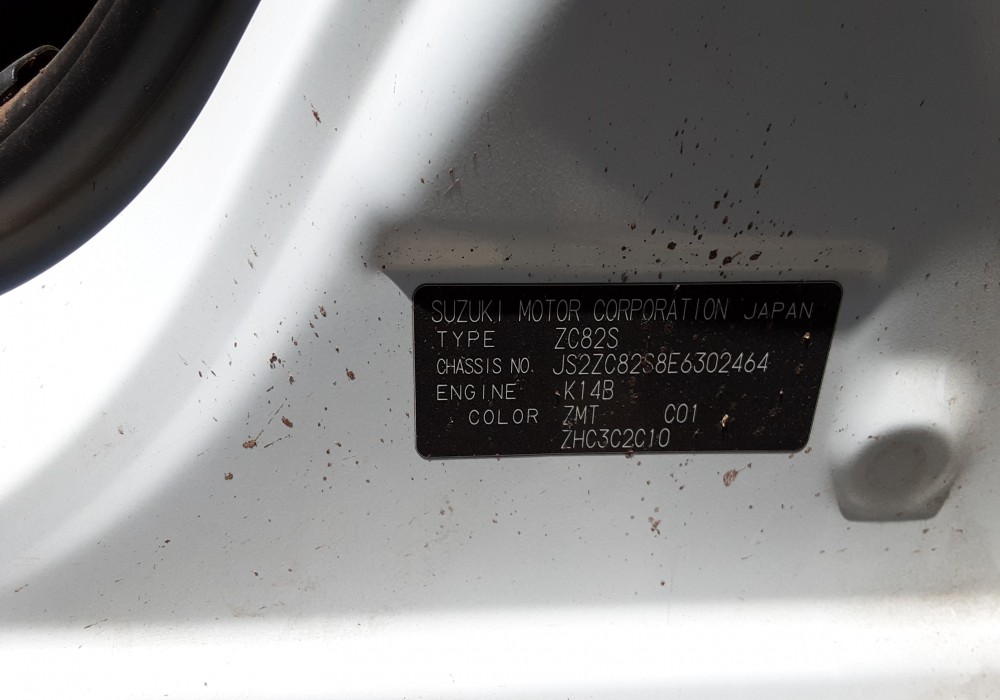 SUZUKI MOTOR CORPORATION JAPAN
TYPE ZC82S
CHASSIS NO. JS2ZC82S8E6302464
ENGINE K14B
COLOR ZMT C01
ZHC3C2C10